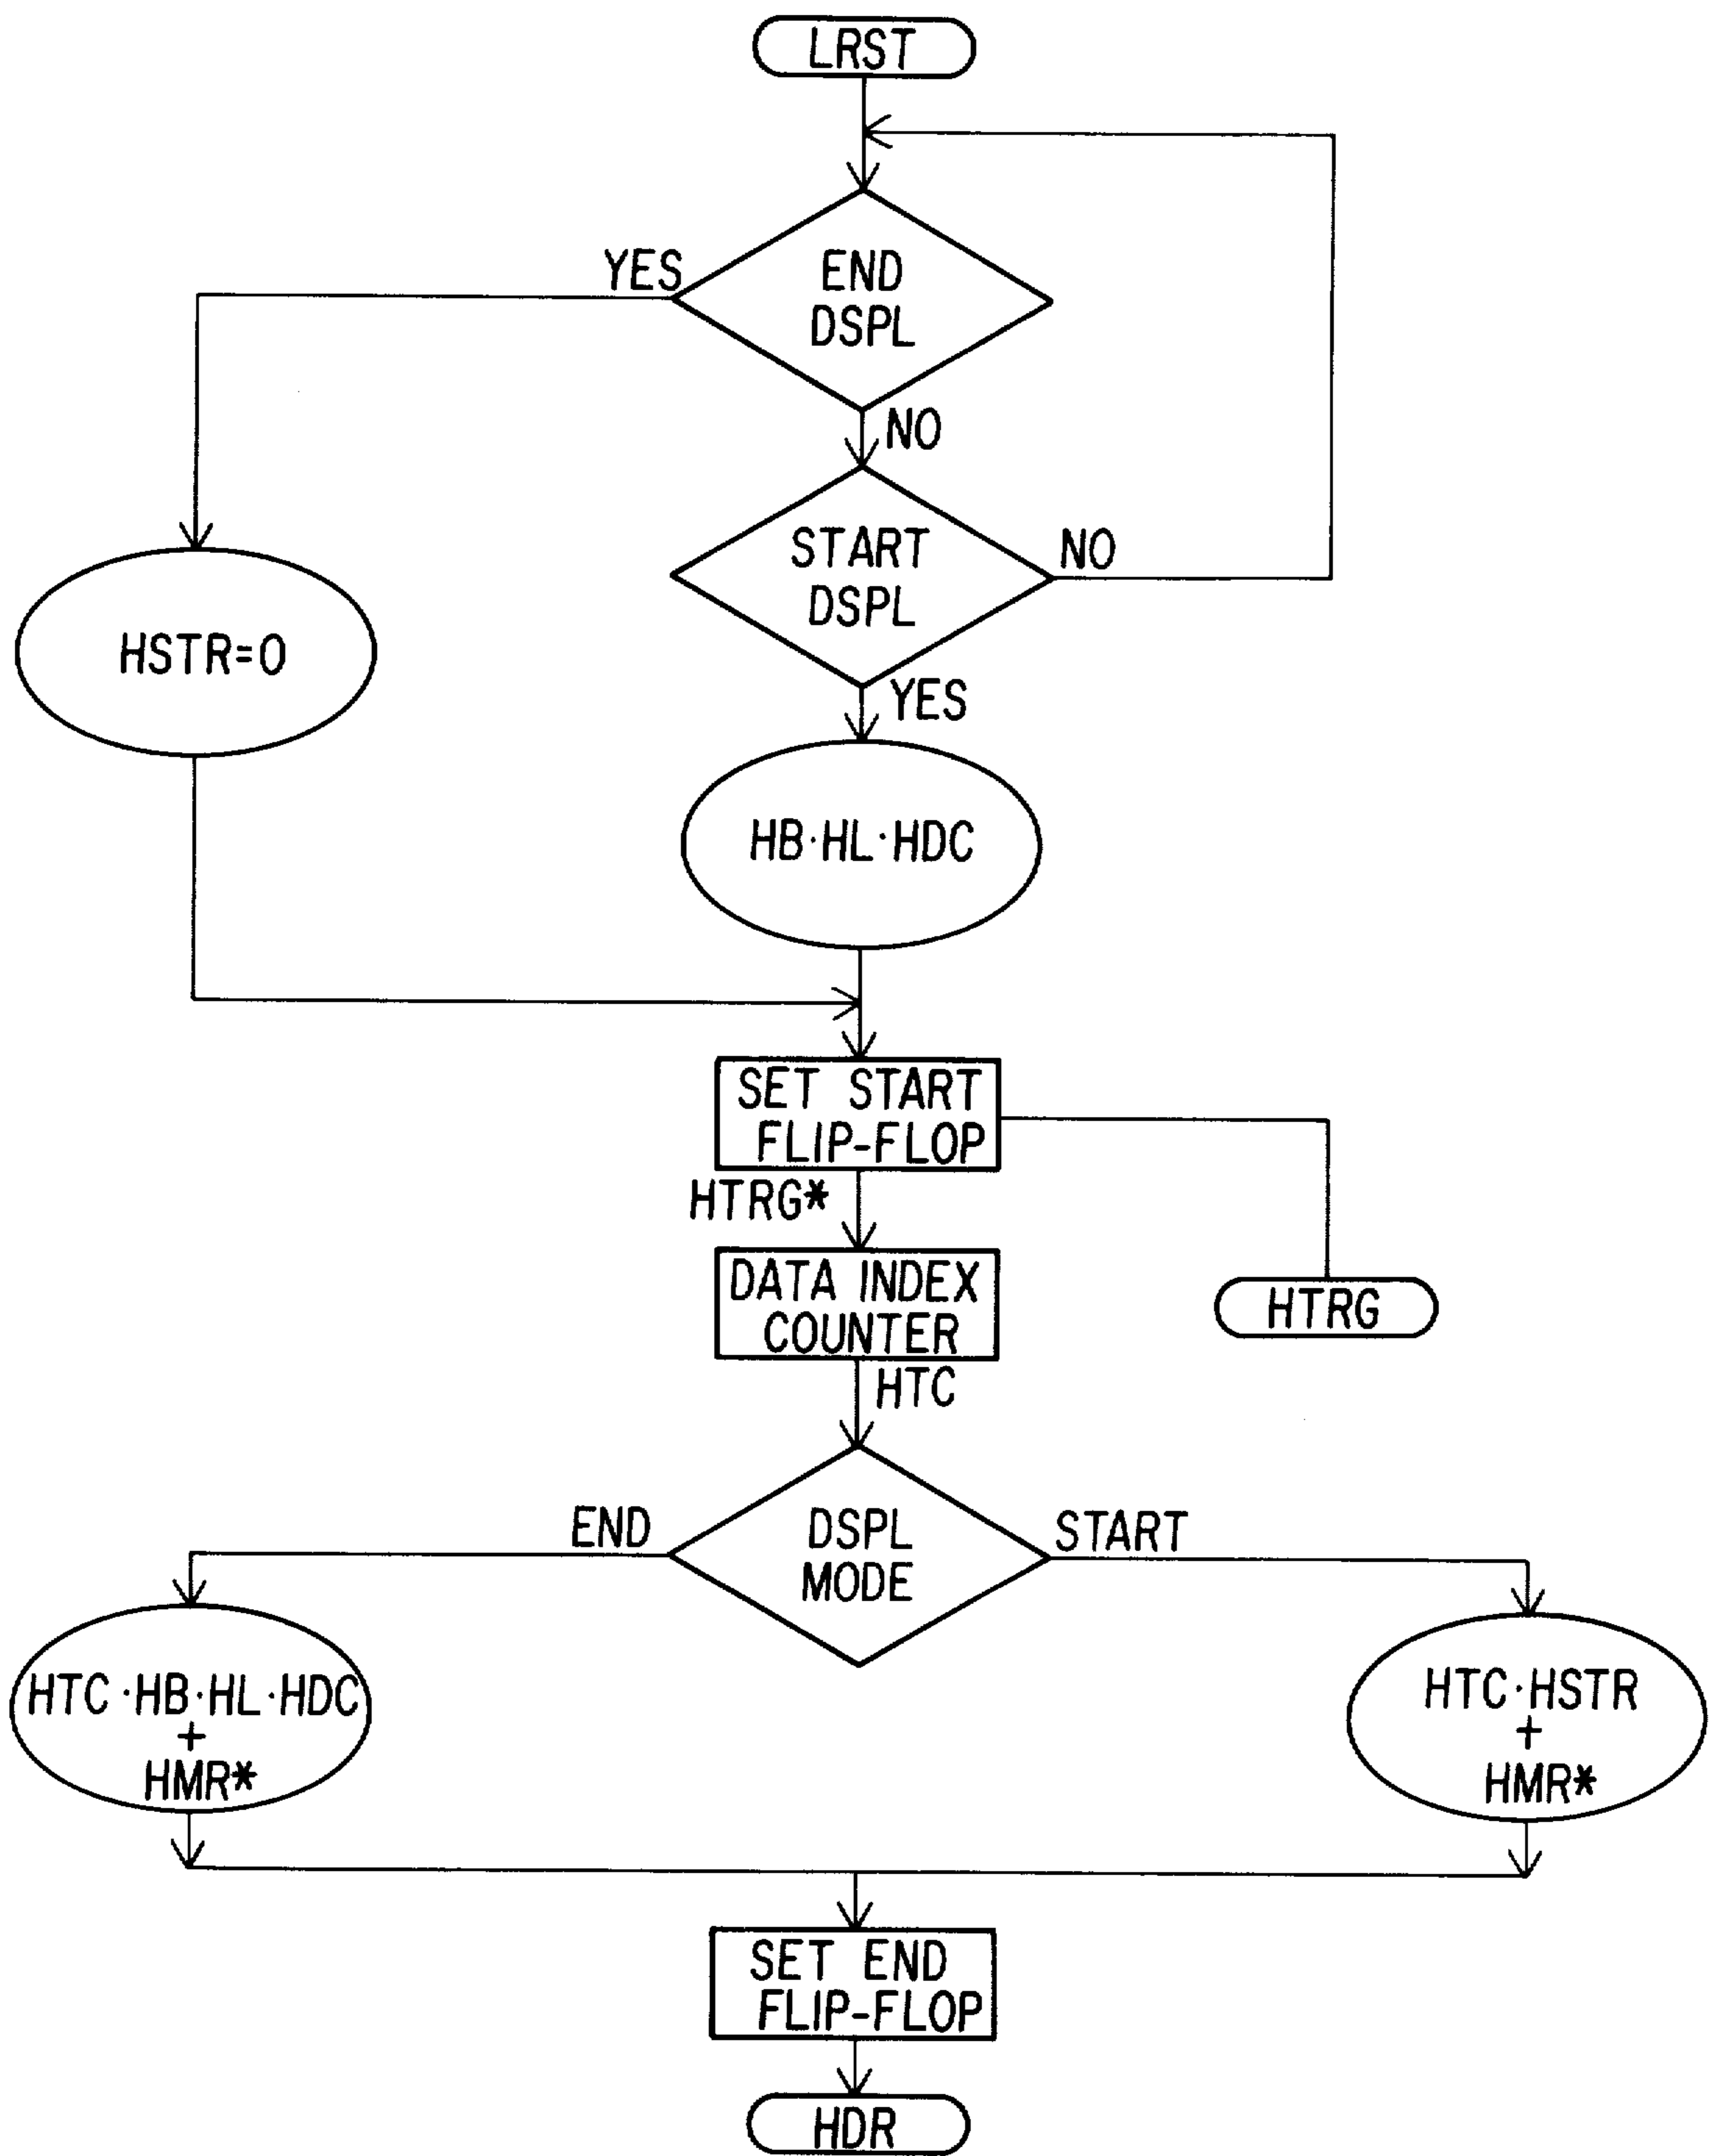 LRST
YES
END
DSPL
NO
START
DSPL
NO
HSTR=0
YES
HB·HL·HDC
SET START
FLIP-FLOP
HTRG*
DATA INDEX
COUNTER
HTRG
HTC
END
DSPL
MODE
START
HTC·HB·HL·HDC
+
HMR*
HTC·HSTR
+
HMR*
SET END
FLIP-FLOP
HDR